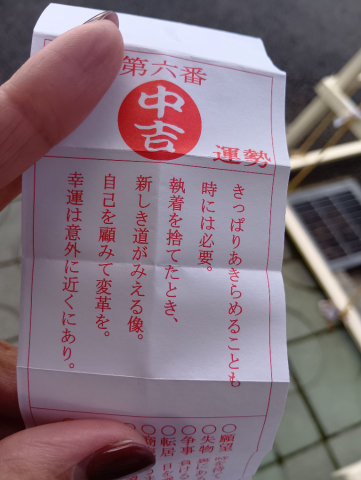 第六番
中吉
運勢
きっぱりあきらめることも
時には必要。
執着を捨てたとき、
新しき道がみえる像。
自己を顧みて変革を。
幸運は意外に近くにあり。
○願望
○失物
○争事
○転居